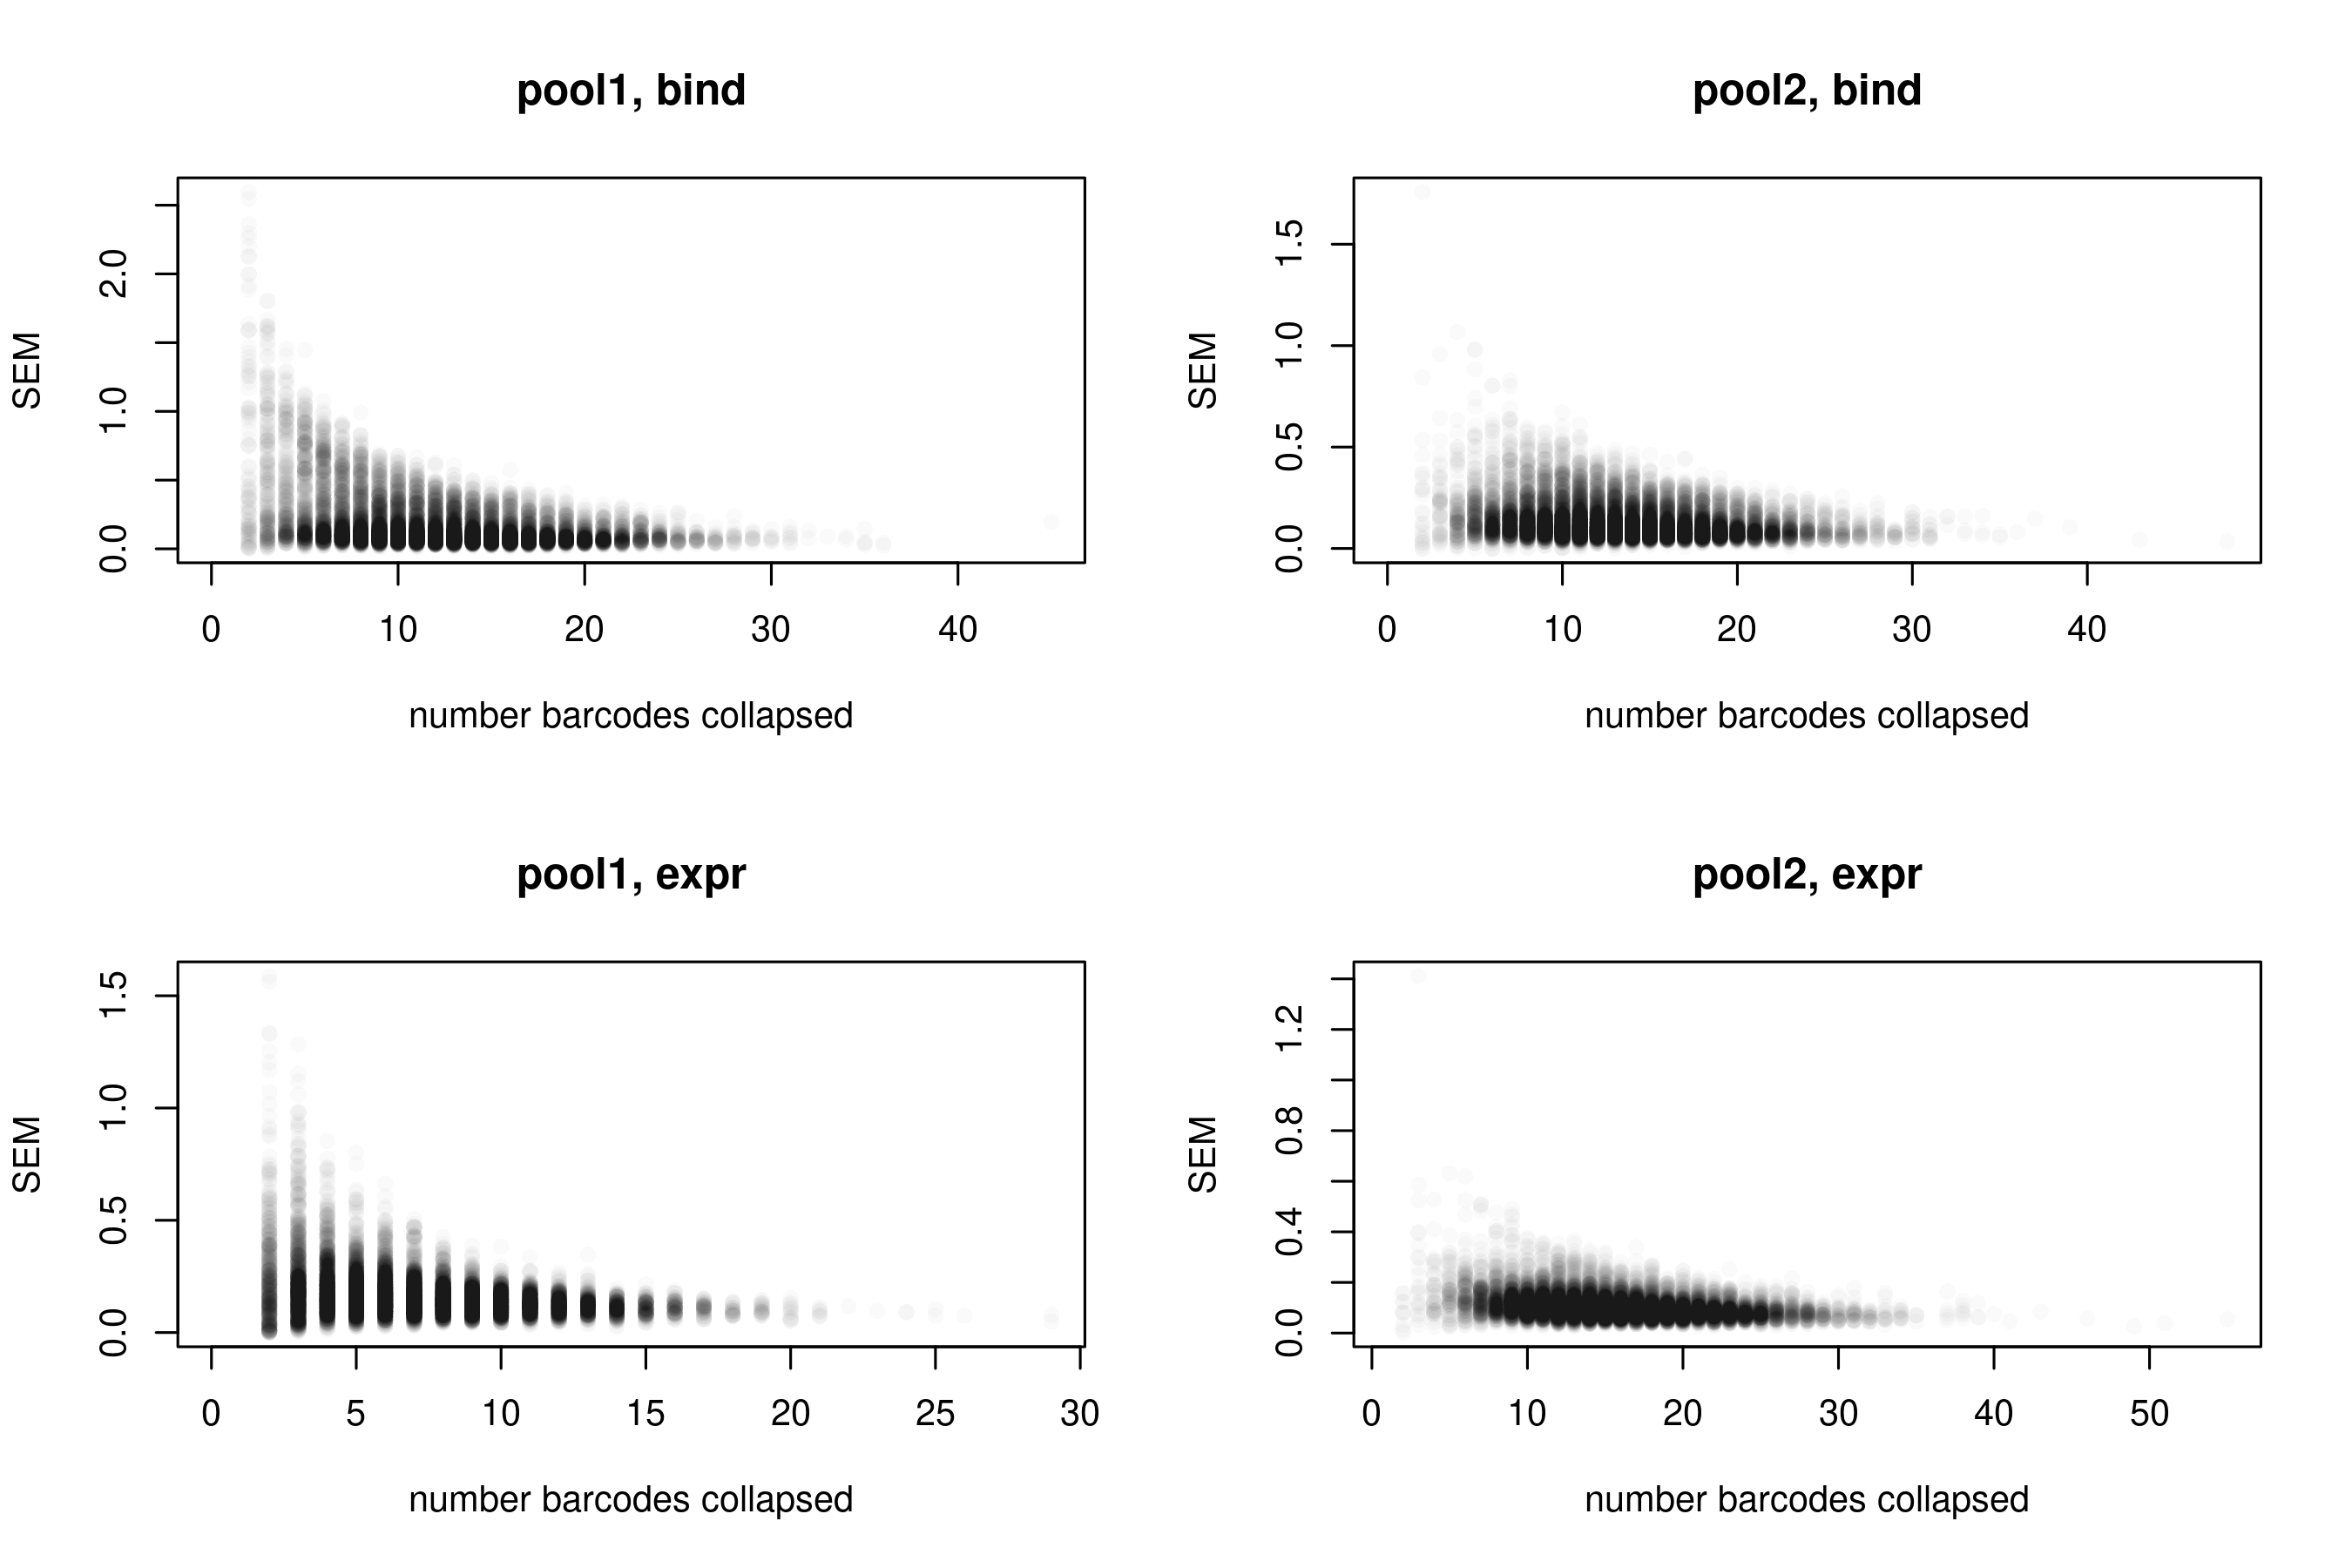 pool1, bind
SEM
0.0 1.0 2.0
0 10 20 30 40
number barcodes collapsed
pool2, bind
SEM
0.0 0.5 1.0 1.5
0 10 20 30 40
number barcodes collapsed
pool1, expr
SEM
0.0 0.5 1.0 1.5
0 5 10 15 20 25 30
number barcodes collapsed
pool2, expr
SEM
0.0 0.4 0.8 1.2
0 10 20 30 40 50
number barcodes collapsed